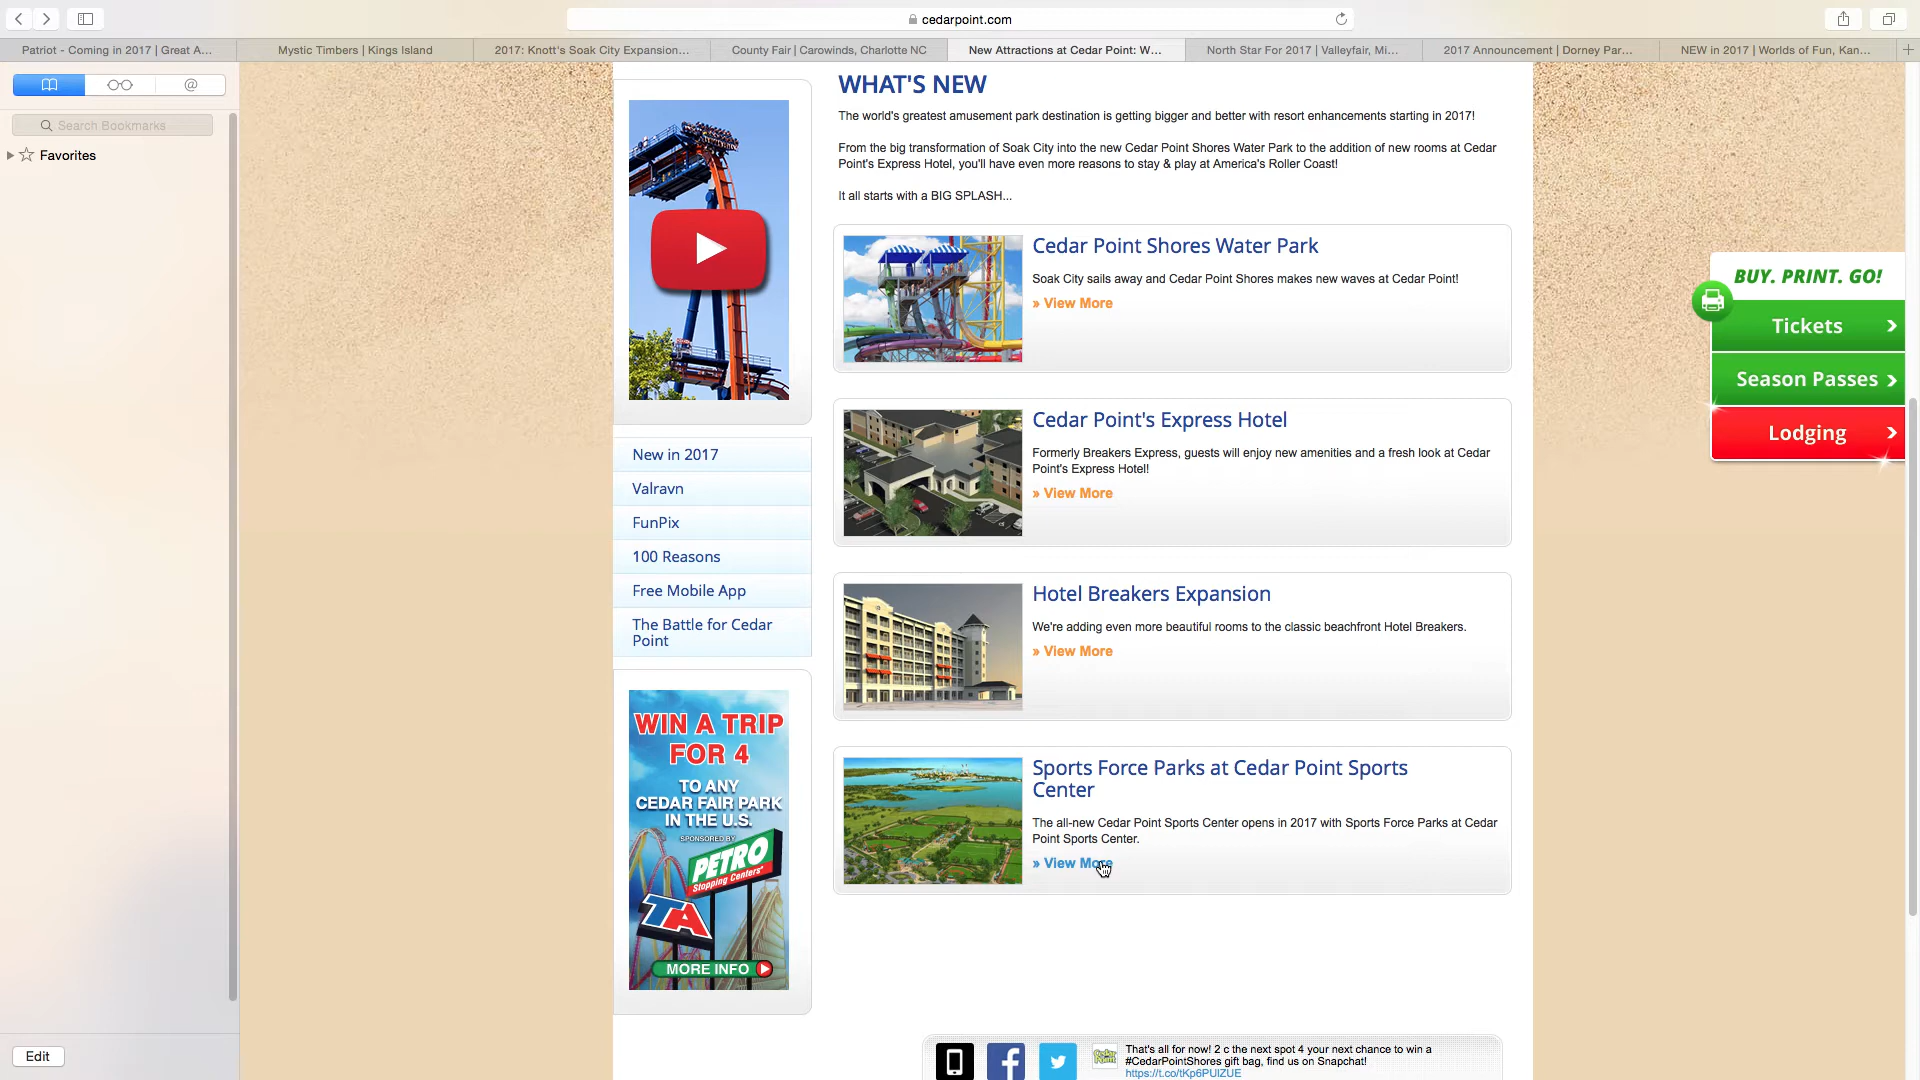 cedarpoint.com
Patriot - Coming in 2017 | Great A...
Mystic Timbers | Kings Island
2017: Knott's Soak City Expansion...
County Fair | Carowinds, Charlotte NC
New Attractions at Cedar Point: W...
North Star For 2017 | Valleyfair, Mi...
2017 Announcement | Dorney Par...
NEW in 2017 | Worlds of Fun, Kan...
@
Search Bookmarks
Favorites
Edit
New in 2017
Valravn
FunPix
100 Reasons
Free Mobile App
The Battle for Cedar
Point
WIN A TRIP
FOR 4
TO ANY
CEDAR FAIR PARK
IN THE U.S.
SPONSORED BY
PETRO
Stopping Centers
TA
MORE INFO
WHAT'S NEW
The world's greatest amusement park destination is getting bigger and better with resort enhancements starting in 2017!
From the big transformation of Soak City into the new Cedar Point Shores Water Park to the addition of new rooms at Cedar
Point's Express Hotel, you'll have even more reasons to stay & play at America's Roller Coast!
It all starts with a BIG SPLASH...
Cedar Point Shores Water Park
Soak City sails away and Cedar Point Shores makes new waves at Cedar Point!
» View More
Cedar Point's Express Hotel
Formerly Breakers Express, guests will enjoy new amenities and a fresh look at Cedar
Point's Express Hotel!
» View More
Hotel Breakers Expansion
We're adding even more beautiful rooms to the classic beachfront Hotel Breakers.
» View More
Sports Force Parks at Cedar Point Sports
Center
The all-new Cedar Point Sports Center opens in 2017 with Sports Force Parks at Cedar
Point Sports Center.
» View More
That's all for now! 2 c the next spot 4 your next chance to win a
#CedarPointShores gift bag, find us on Snapchat!
https://t.co/tKp6PUlZUE
BUY. PRINT. GO!
Tickets
Season Passes
Lodging